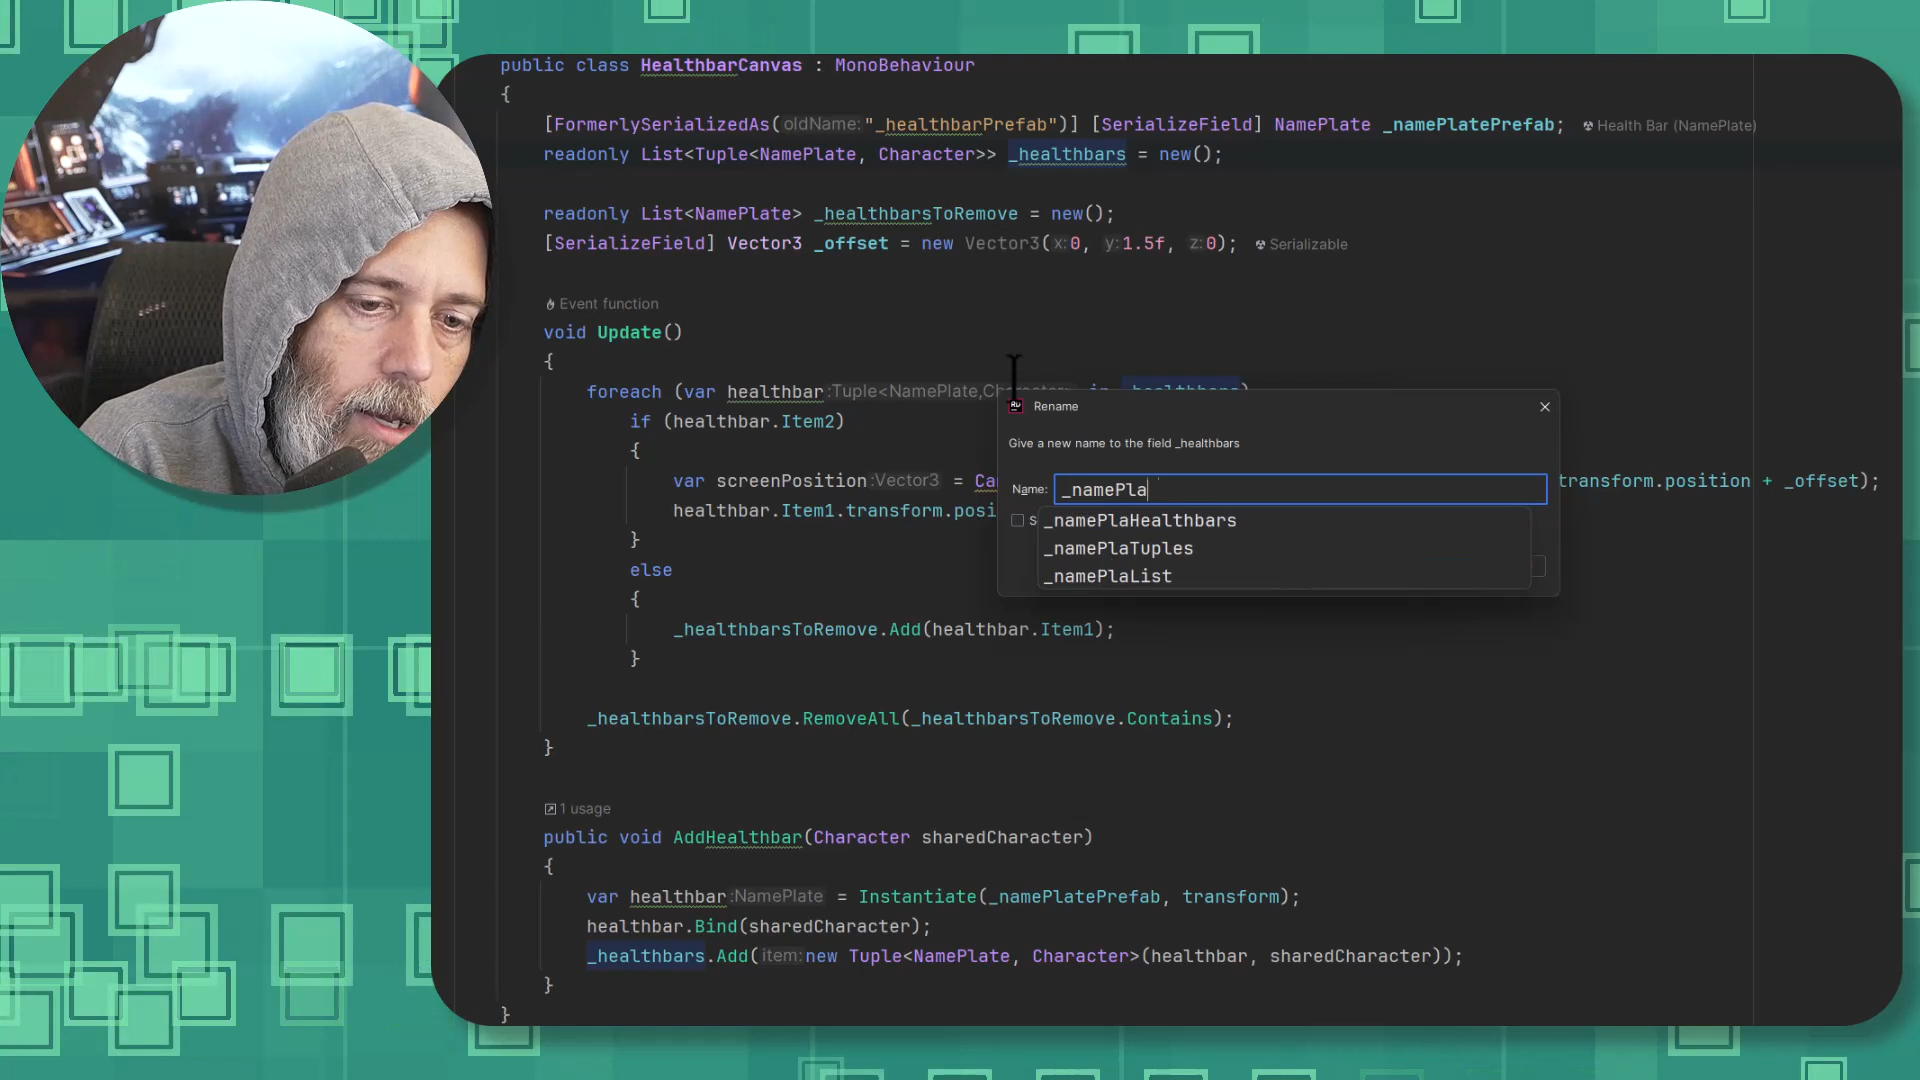 public class HealthbarCanvas : MonoBehaviour
{
[FormerlySerializedAs(oldName:"_healthbarPrefab")] [SerializeField] NamePlate _namePlatePrefab; Health Bar (NamePlate)
readonly List<Tuple<NamePlate, Character>> _healthbars = new();
readonly List<NamePlate> _healthbarsToRemove = new();
[SerializeField] Vector3 _offset = new Vector3(x:0, y:1.5f, z:0); Serializable
Event function
void Update()
{
foreach (var healthbar:Tuple<NamePlate,Character> in _healthbars)
Rename
if (healthbar.Item2)
{
Give a new name to the field _healthbars
var screenPosition:Vector3 = Ca
transform.position + _offset);
Name: _namePla
healthbar.Item1.transform.posi
S
_namePlaHealthbars
}
_namePlaTuples
else
_namePlaList
{
_healthbarsToRemove.Add(healthbar.Item1);
}
_healthbarsToRemove.RemoveAll(_healthbarsToRemove.Contains);
}
1 usage
public void AddHealthbar(Character sharedCharacter)
{
var healthbar:NamePlate = Instantiate(_namePlatePrefab, transform);
healthbar.Bind(sharedCharacter);
_healthbars.Add(item:new Tuple<NamePlate, Character>(healthbar, sharedCharacter));
}
}